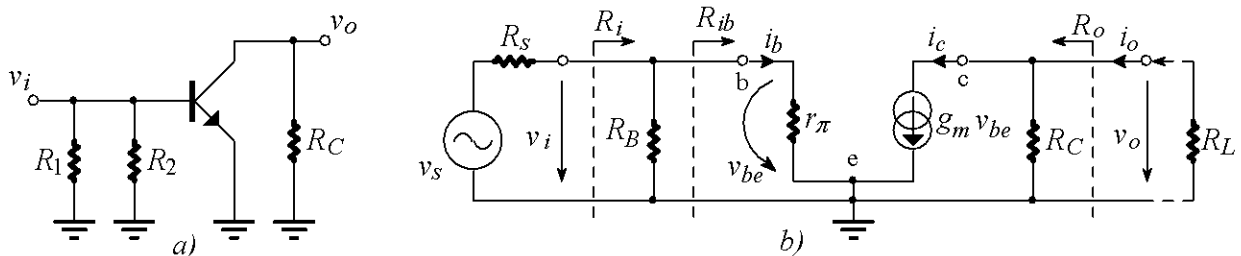 v_o
v_i
R_1
R_2
R_C
a)
R_s
R_i
R_ib
i_b
b
v_s
v_i
R_B
v_be
r_π
e
i_c
c
g_m v_be
R_C
R_o
i_o
v_o
R_L
b)